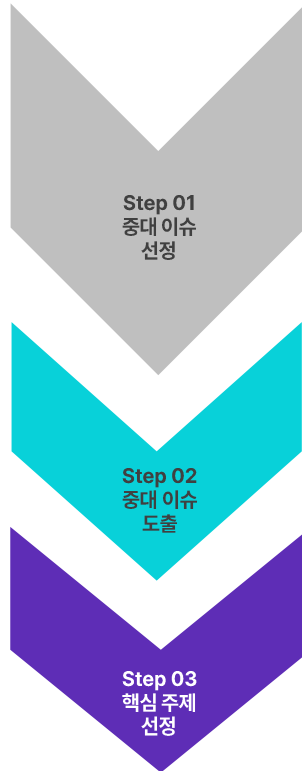 Step 01
중대 이슈
선정
Step 02
중대 이슈
도출
Step 03
핵심 주제
선정